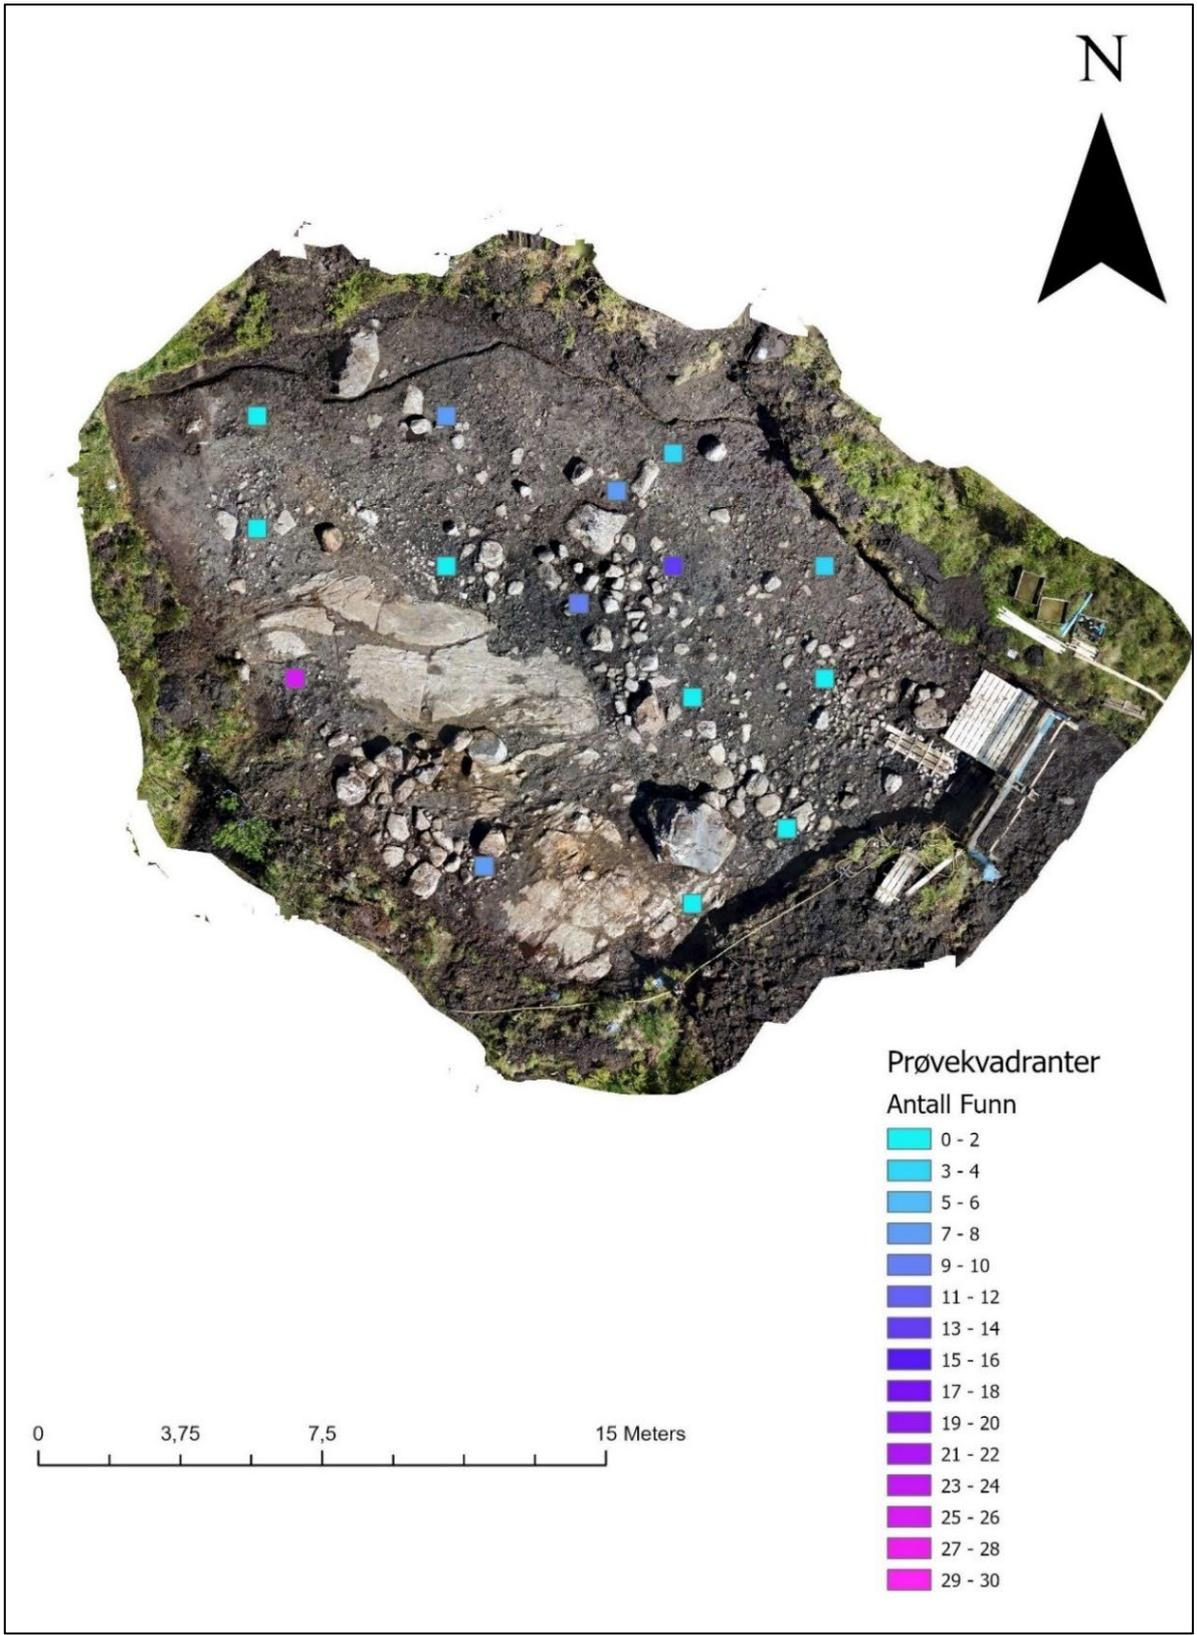 N
Prøvekvadranter
Antall Funn
0 - 2
3 - 4
5 - 6
7 - 8
9 - 10
11 - 12
13 - 14
15 - 16
17 - 18
19 - 20
21 - 22
23 - 24
25 - 26
27 - 28
29 - 30
0 3,75 7,5 15 Meters